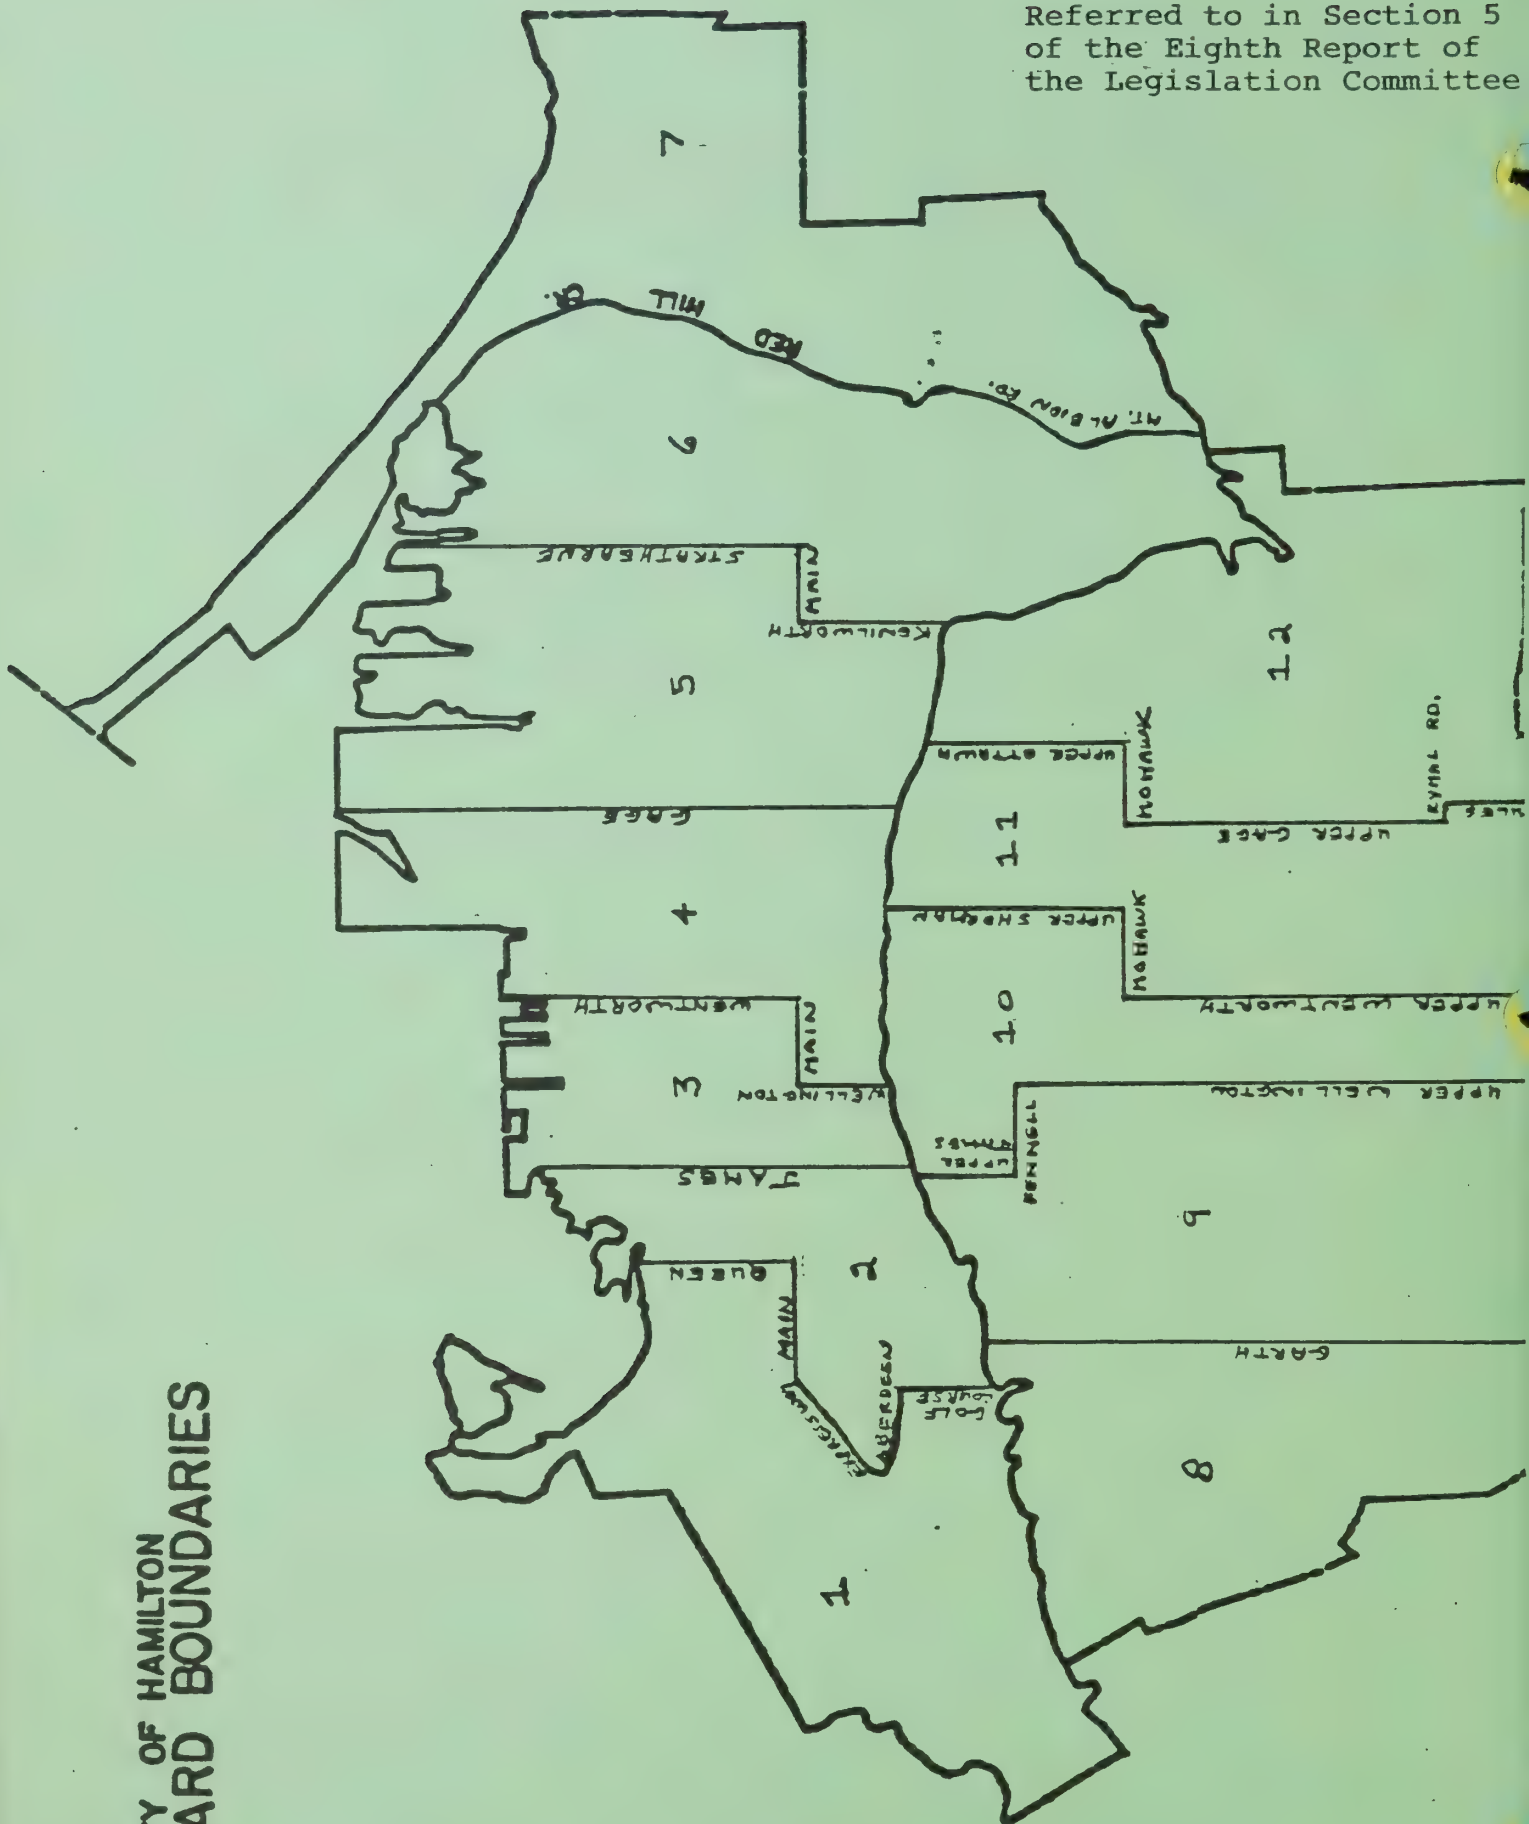 Referred to in Section 5
of the Eighth Report of
the Legislation Committee
Y OF HAMILTON
ARD BOUNDARIES
7
CR.
HILL
RED
MT. ALBION RD.
6
STRATHEARNE
MAIN
KENILWORTH
5
12
UPPER OTTAWA
MOHAWK
RYMAL RD.
UPPER GAGE
GAGE
11
4
UPPER SHERMAN
MOHAWK
WENTWORTH
MAIN
10
UPPER WENTWORTH
3
WELLINGTON
UPPER WELLINGTON
UPPER
JAMES
FENNELL
JAMES
9
2
QUEEN
MAIN
ABERDEEN
GARTH
EXPRESSWY
GOLF
COURSE
8
1